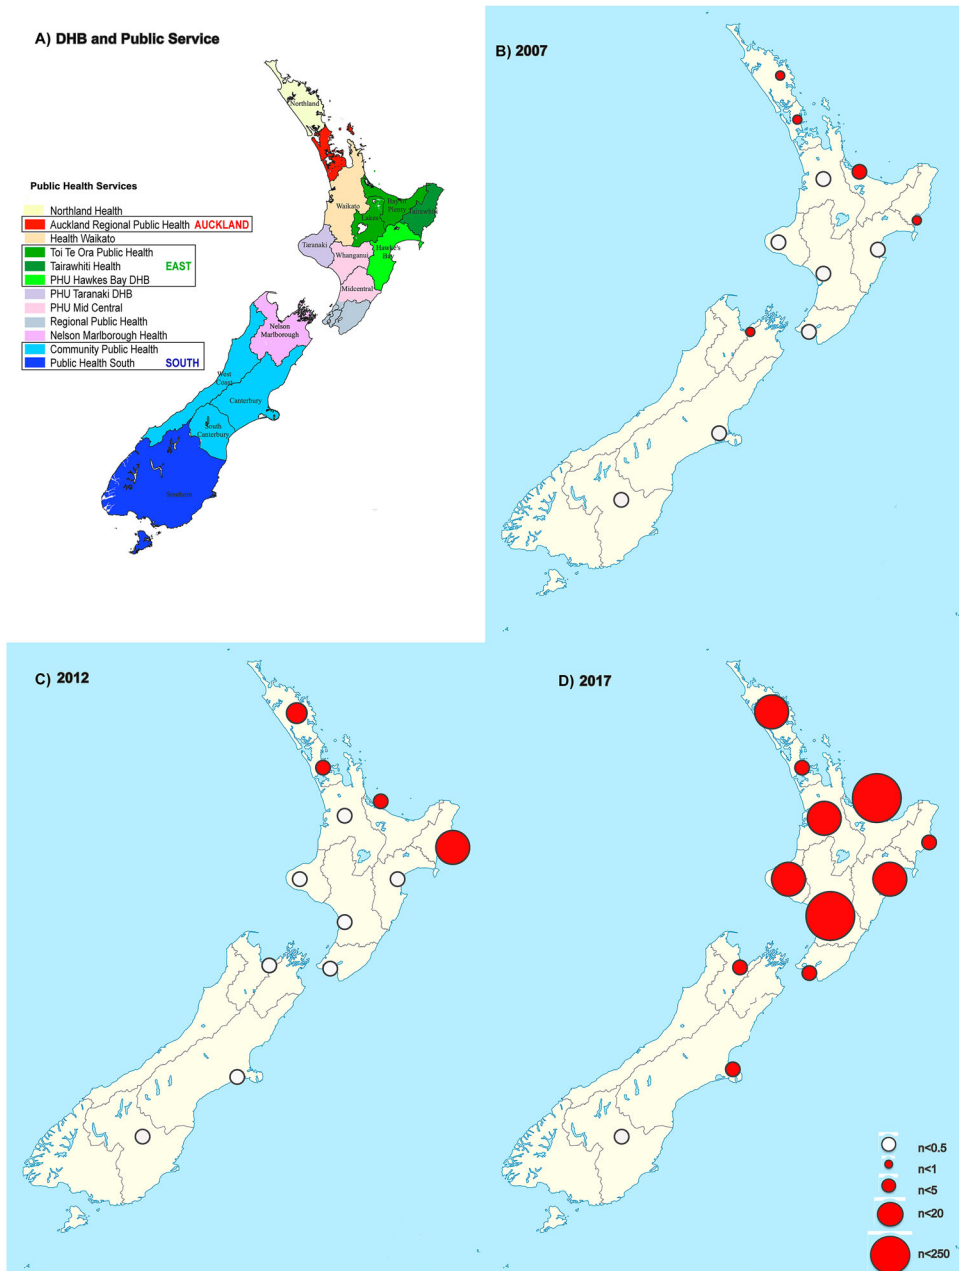 A) DHB and Public Service
Northland
Public Health Services
Northland Health
Auckland Regional Public Health AUCKLAND
Health Waikato
Toi Te Ora Public Health
Tairawhiti Health EAST
PHU Hawkes Bay DHB
PHU Taranaki DHB
PHU Mid Central
Regional Public Health
Nelson Marlborough Health
Community Public Health
Public Health South SOUTH
Waikato
Bay of
Plenty
Lakes
Tairawhiti
Taranaki
Hawke's
Bay
Whanganui
Midcentral
Nelson
Marlborough
West
Coast
Canterbury
South
Canterbury
Southern
B) 2007
C) 2012
D) 2017
n<0.5
n<1
n<5
n<20
n<250